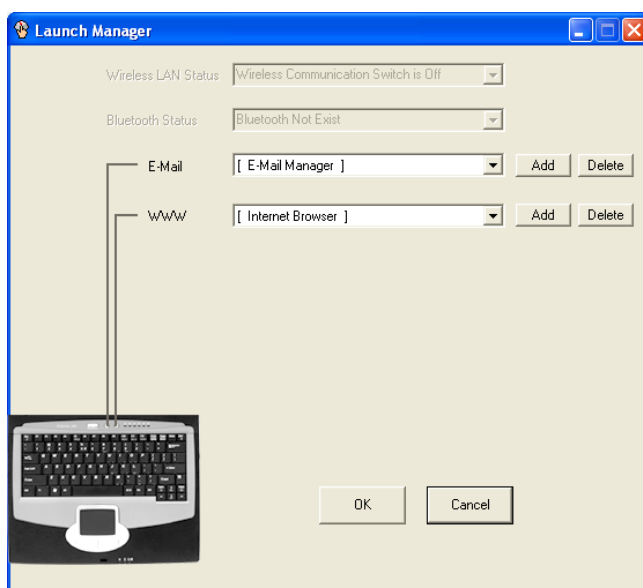 Launch Manager
Wireless LAN Status Wireless Communication Switch is Off
Bluetooth Status Bluetooth Not Exist
E-Mail [ E-Mail Manager ] Add Delete
WWW [ Internet Browser ] Add Delete
OK Cancel